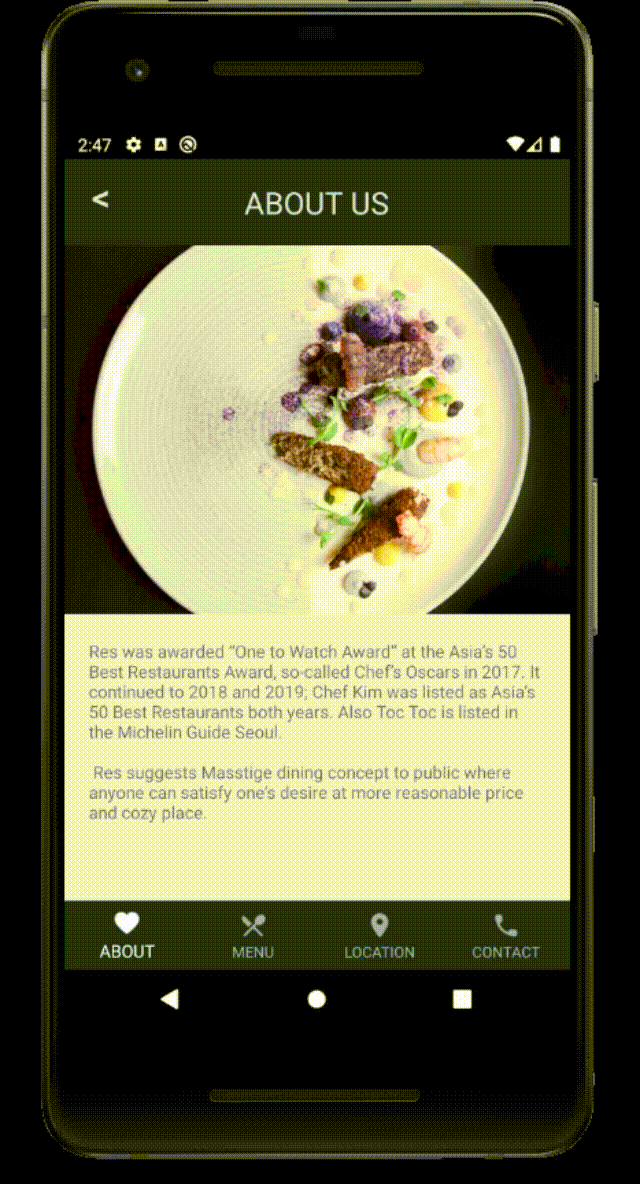 2:47
<
ABOUT US
Res was awarded “One to Watch Award” at the Asia’s 50
Best Restaurants Award, so-called Chef’s Oscars in 2017. It
continued to 2018 and 2019; Chef Kim was listed as Asia’s
50 Best Restaurants both years. Also Toc Toc is listed in
the Michelin Guide Seoul.
Res suggests Masstige dining concept to public where
anyone can satisfy one’s desire at more reasonable price
and cozy place.
ABOUT MENU LOCATION CONTACT